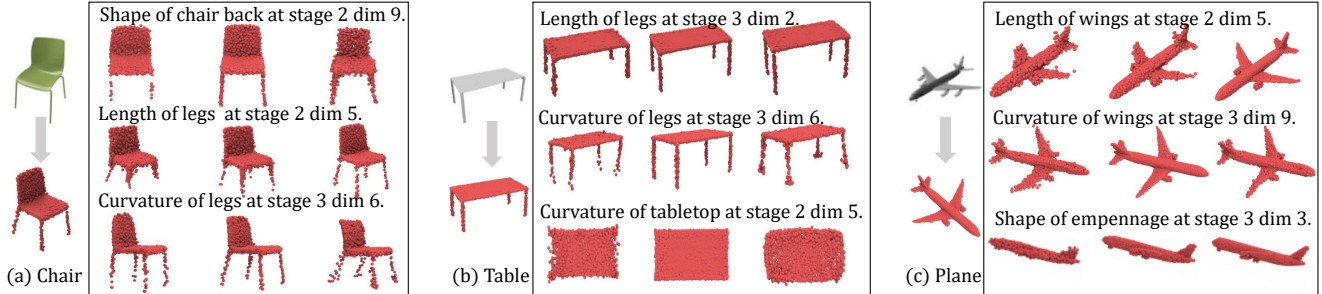 Shape of chair back at stage 2 dim 9.
Length of legs at stage 2 dim 5.
Curvature of legs at stage 3 dim 6.
(a) Chair
Length of legs at stage 3 dim 2.
Curvature of legs at stage 3 dim 6.
Curvature of tabletop at stage 2 dim 5.
(b) Table
Length of wings at stage 2 dim 5.
Curvature of wings at stage 3 dim 9.
Shape of empennage at stage 3 dim 3.
(c) Plane